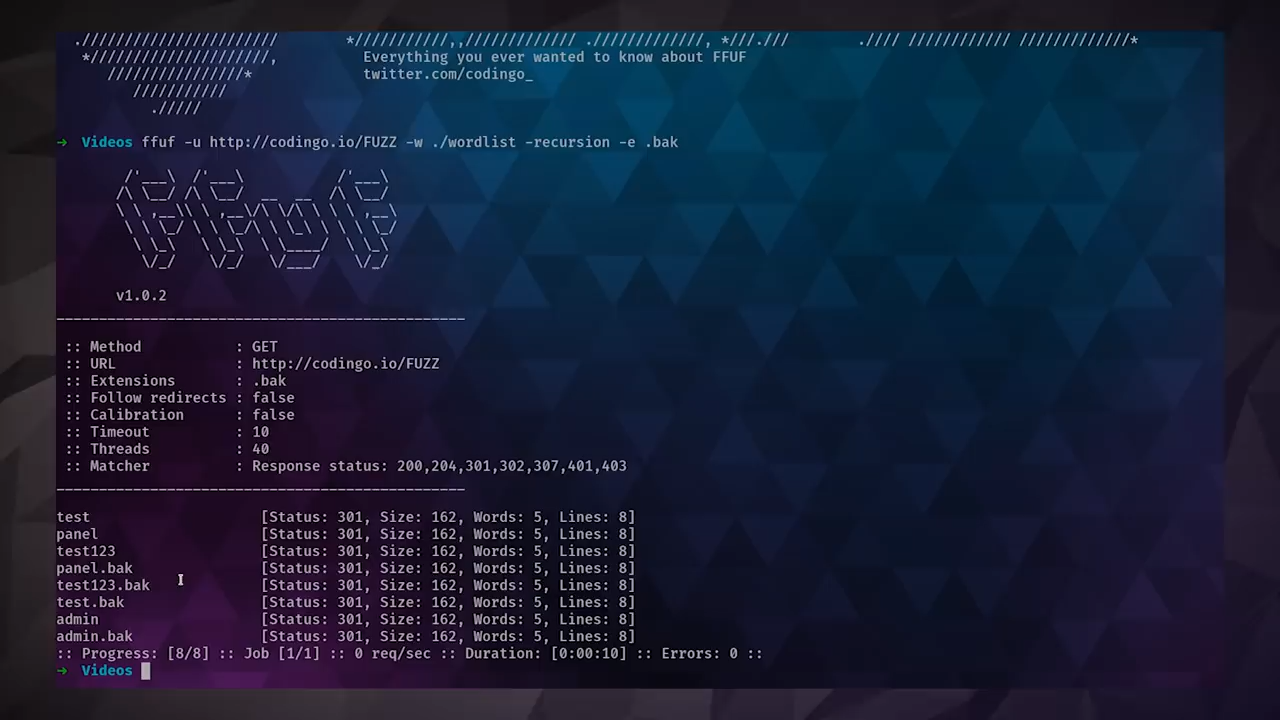 Everything you ever wanted to know about FFUF
twitter.com/codingo_
→ Videos ffuf -u http://codingo.io/FUZZ -w ./wordlist -recursion -e .bak
v1.0.2
________________________________________________
:: Method : GET
:: URL : http://codingo.io/FUZZ
:: Extensions : .bak
:: Follow redirects : false
:: Calibration : false
:: Timeout : 10
:: Threads : 40
:: Matcher : Response status: 200,204,301,302,307,401,403
________________________________________________
test [Status: 301, Size: 162, Words: 5, Lines: 8]
panel [Status: 301, Size: 162, Words: 5, Lines: 8]
test123 [Status: 301, Size: 162, Words: 5, Lines: 8]
panel.bak [Status: 301, Size: 162, Words: 5, Lines: 8]
test123.bak [Status: 301, Size: 162, Words: 5, Lines: 8]
test.bak [Status: 301, Size: 162, Words: 5, Lines: 8]
admin [Status: 301, Size: 162, Words: 5, Lines: 8]
admin.bak [Status: 301, Size: 162, Words: 5, Lines: 8]
:: Progress: [8/8] :: Job [1/1] :: 0 req/sec :: Duration: [0:00:10] :: Errors: 0 ::
→ Videos